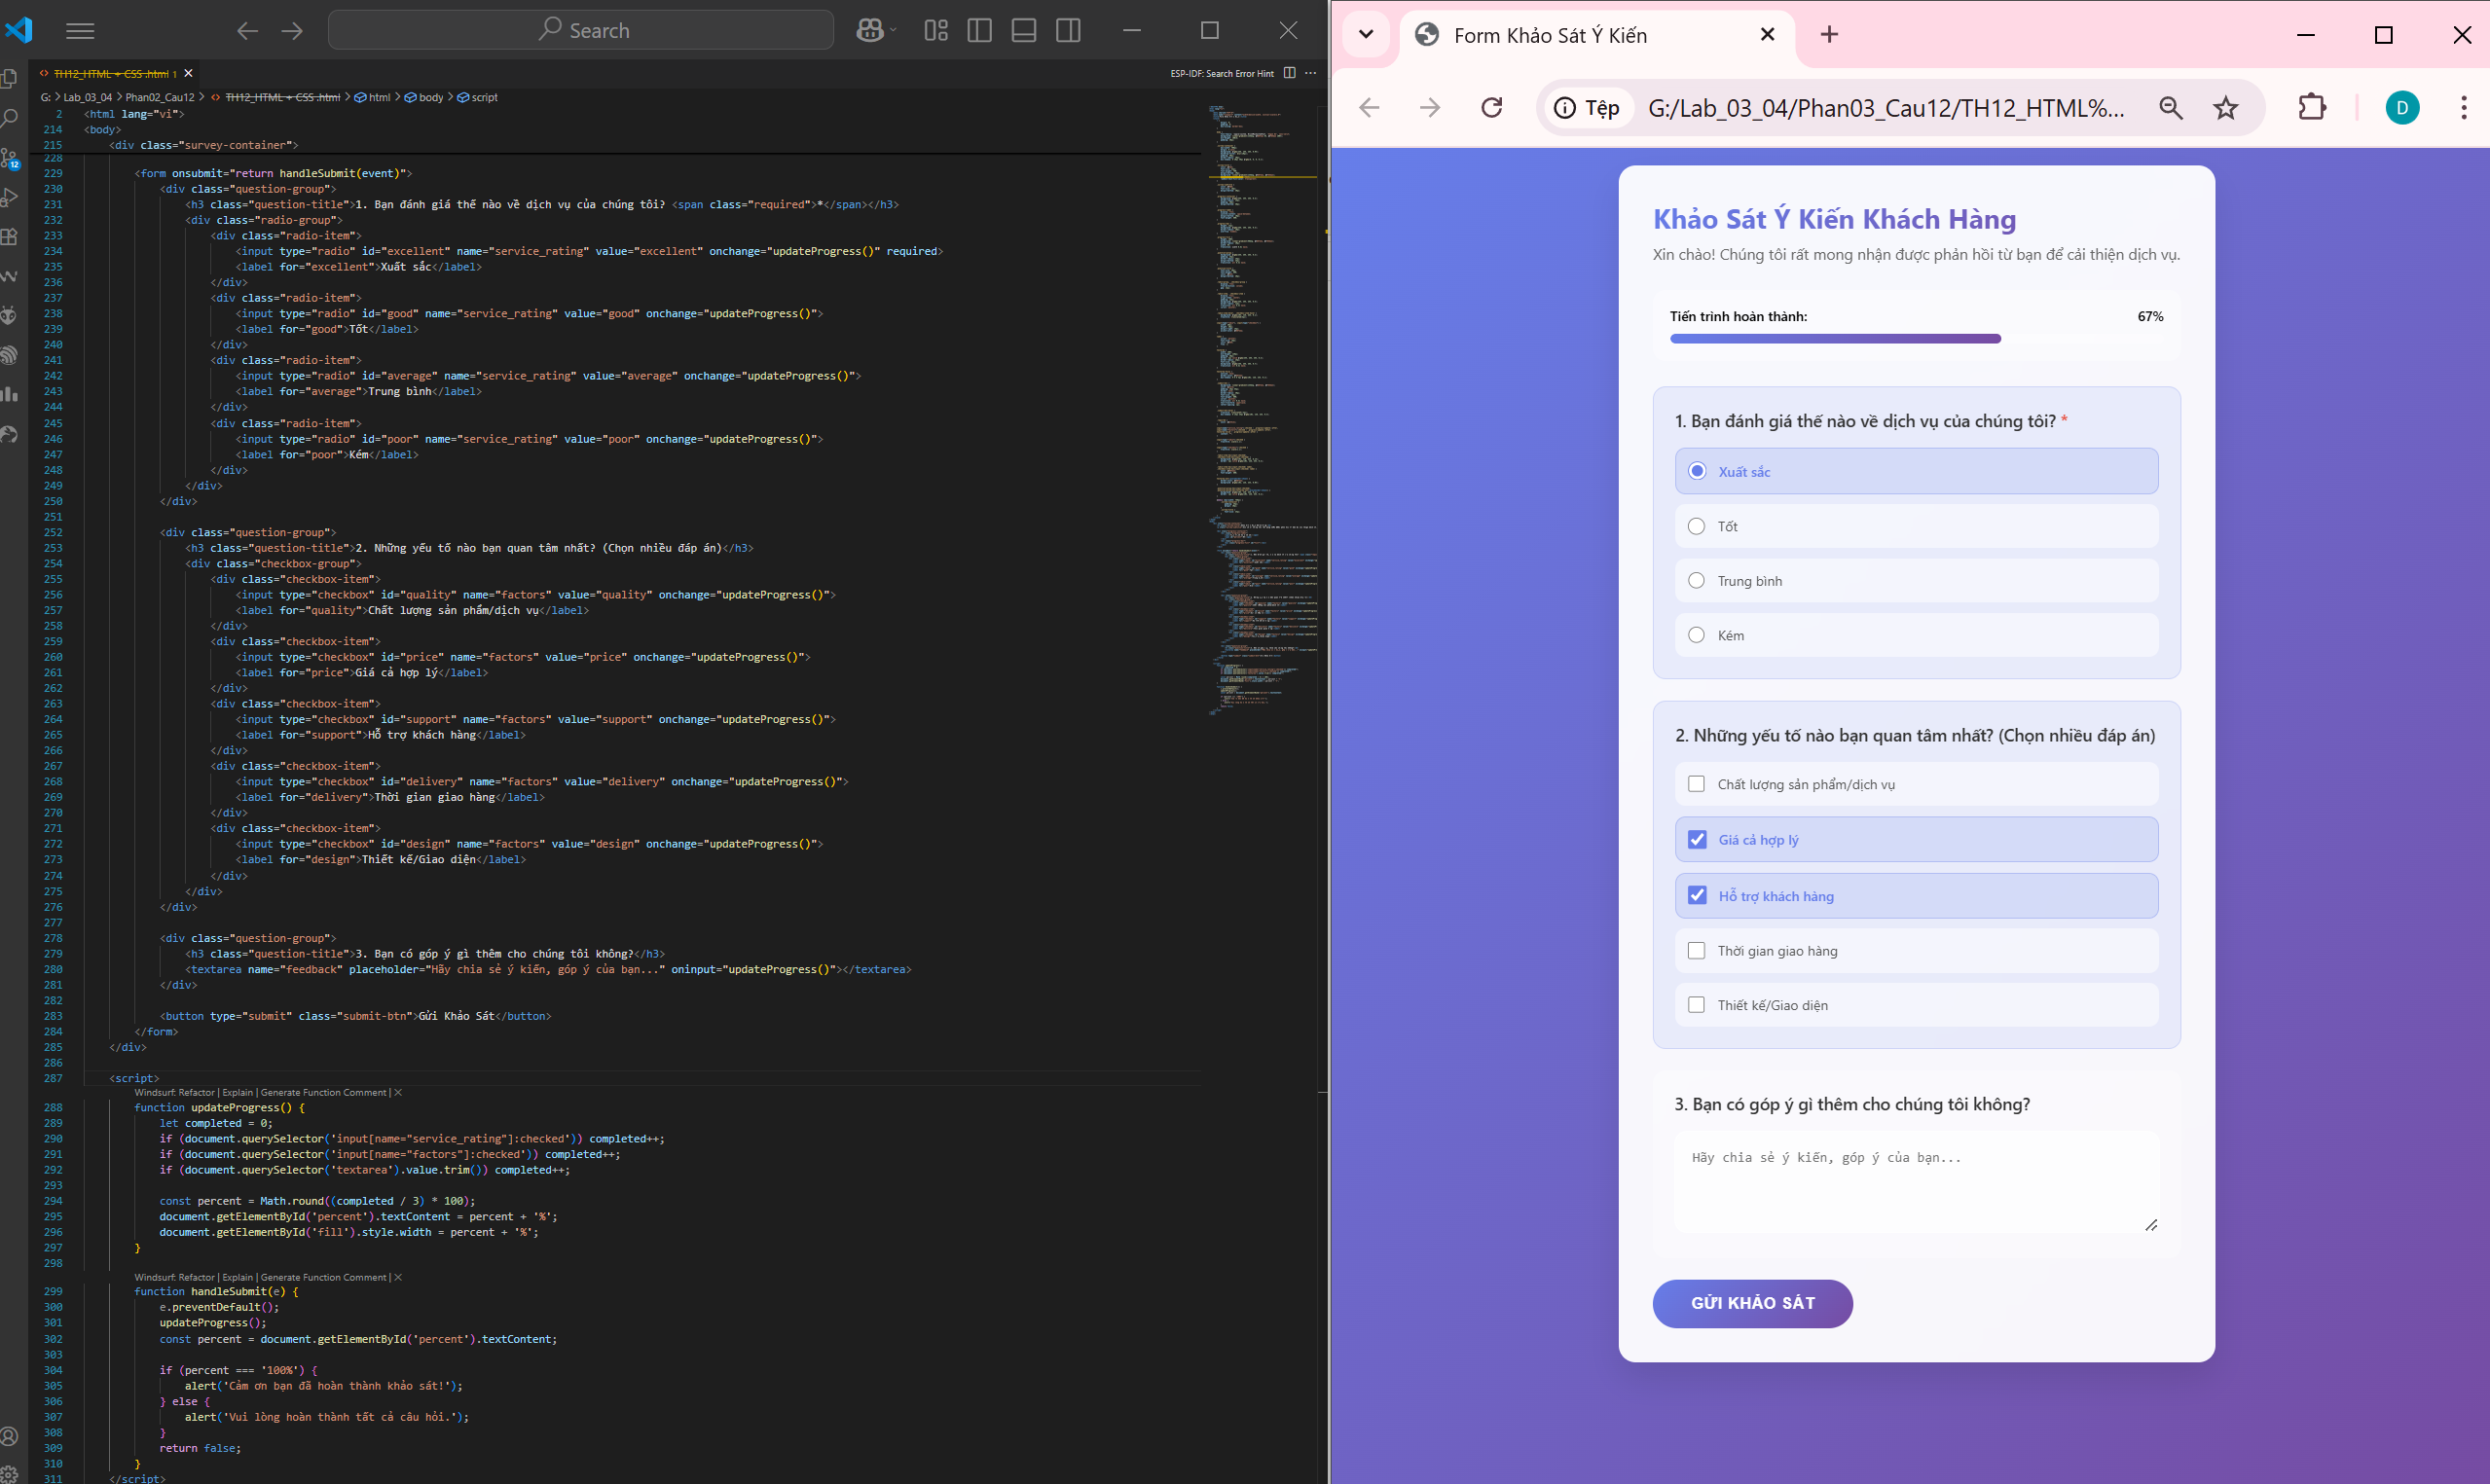 Search
TH12_HTML + CSS .html 1
ESP-IDF: Search Error Hint
G: > Lab_03_04 > Phan02_Cau12 > TH12_HTML + CSS .html > html > body > script
12
2 <html lang="vi">
214 <body>
215 <div class="survey-container">
228
229 <form onsubmit="return handleSubmit(event)">
230 <div class="question-group">
231 <h3 class="question-title">1. Bạn đánh giá thế nào về dịch vụ của chúng tôi? <span class="required">*</span></h3>
232 <div class="radio-group">
233 <div class="radio-item">
234 <input type="radio" id="excellent" name="service_rating" value="excellent" onchange="updateProgress()" required>
235 <label for="excellent">Xuất sắc</label>
236 </div>
237 <div class="radio-item">
238 <input type="radio" id="good" name="service_rating" value="good" onchange="updateProgress()">
239 <label for="good">Tốt</label>
240 </div>
241 <div class="radio-item">
242 <input type="radio" id="average" name="service_rating" value="average" onchange="updateProgress()">
243 <label for="average">Trung bình</label>
244 </div>
245 <div class="radio-item">
246 <input type="radio" id="poor" name="service_rating" value="poor" onchange="updateProgress()">
247 <label for="poor">Kém</label>
248 </div>
249 </div>
250 </div>
251
252 <div class="question-group">
253 <h3 class="question-title">2. Những yếu tố nào bạn quan tâm nhất? (Chọn nhiều đáp án)</h3>
254 <div class="checkbox-group">
255 <div class="checkbox-item">
256 <input type="checkbox" id="quality" name="factors" value="quality" onchange="updateProgress()">
257 <label for="quality">Chất lượng sản phẩm/dịch vụ</label>
258 </div>
259 <div class="checkbox-item">
260 <input type="checkbox" id="price" name="factors" value="price" onchange="updateProgress()">
261 <label for="price">Giá cả hợp lý</label>
262 </div>
263 <div class="checkbox-item">
264 <input type="checkbox" id="support" name="factors" value="support" onchange="updateProgress()">
265 <label for="support">Hỗ trợ khách hàng</label>
266 </div>
267 <div class="checkbox-item">
268 <input type="checkbox" id="delivery" name="factors" value="delivery" onchange="updateProgress()">
269 <label for="delivery">Thời gian giao hàng</label>
270 </div>
271 <div class="checkbox-item">
272 <input type="checkbox" id="design" name="factors" value="design" onchange="updateProgress()">
273 <label for="design">Thiết kế/Giao diện</label>
274 </div>
275 </div>
276 </div>
277
278 <div class="question-group">
279 <h3 class="question-title">3. Bạn có góp ý gì thêm cho chúng tôi không?</h3>
280 <textarea name="feedback" placeholder="Hãy chia sẻ ý kiến, góp ý của bạn..." oninput="updateProgress()"></textarea>
281 </div>
282
283 <button type="submit" class="submit-btn">Gửi Khảo Sát</button>
284 </form>
285 </div>
286
287 <script>
Windsurf: Refactor | Explain | Generate Function Comment | X
288 function updateProgress() {
289 let completed = 0;
290 if (document.querySelector('input[name="service_rating"]:checked')) completed++;
291 if (document.querySelector('input[name="factors"]:checked')) completed++;
292 if (document.querySelector('textarea').value.trim()) completed++;
293
294 const percent = Math.round((completed / 3) * 100);
295 document.getElementById('percent').textContent = percent + '%';
296 document.getElementById('fill').style.width = percent + '%';
297 }
298
Windsurf: Refactor | Explain | Generate Function Comment | X
299 function handleSubmit(e) {
300 e.preventDefault();
301 updateProgress();
302 const percent = document.getElementById('percent').textContent;
303
304 if (percent === '100%') {
305 alert('Cảm ơn bạn đã hoàn thành khảo sát!');
306 } else {
307 alert('Vui lòng hoàn thành tất cả câu hỏi.');
308 }
309 return false;
310 }
311 </script>
Form Khảo Sát Ý Kiến
Tệp G:/Lab_03_04/Phan03_Cau12/TH12_HTML%...
D
Khảo Sát Ý Kiến Khách Hàng
Xin chào! Chúng tôi rất mong nhận được phản hồi từ bạn để cải thiện dịch vụ.
Tiến trình hoàn thành: 67%
1. Bạn đánh giá thế nào về dịch vụ của chúng tôi? *
Xuất sắc
Tốt
Trung bình
Kém
2. Những yếu tố nào bạn quan tâm nhất? (Chọn nhiều đáp án)
Chất lượng sản phẩm/dịch vụ
Giá cả hợp lý
Hỗ trợ khách hàng
Thời gian giao hàng
Thiết kế/Giao diện
3. Bạn có góp ý gì thêm cho chúng tôi không?
Hãy chia sẻ ý kiến, góp ý của bạn...
GỬI KHẢO SÁT